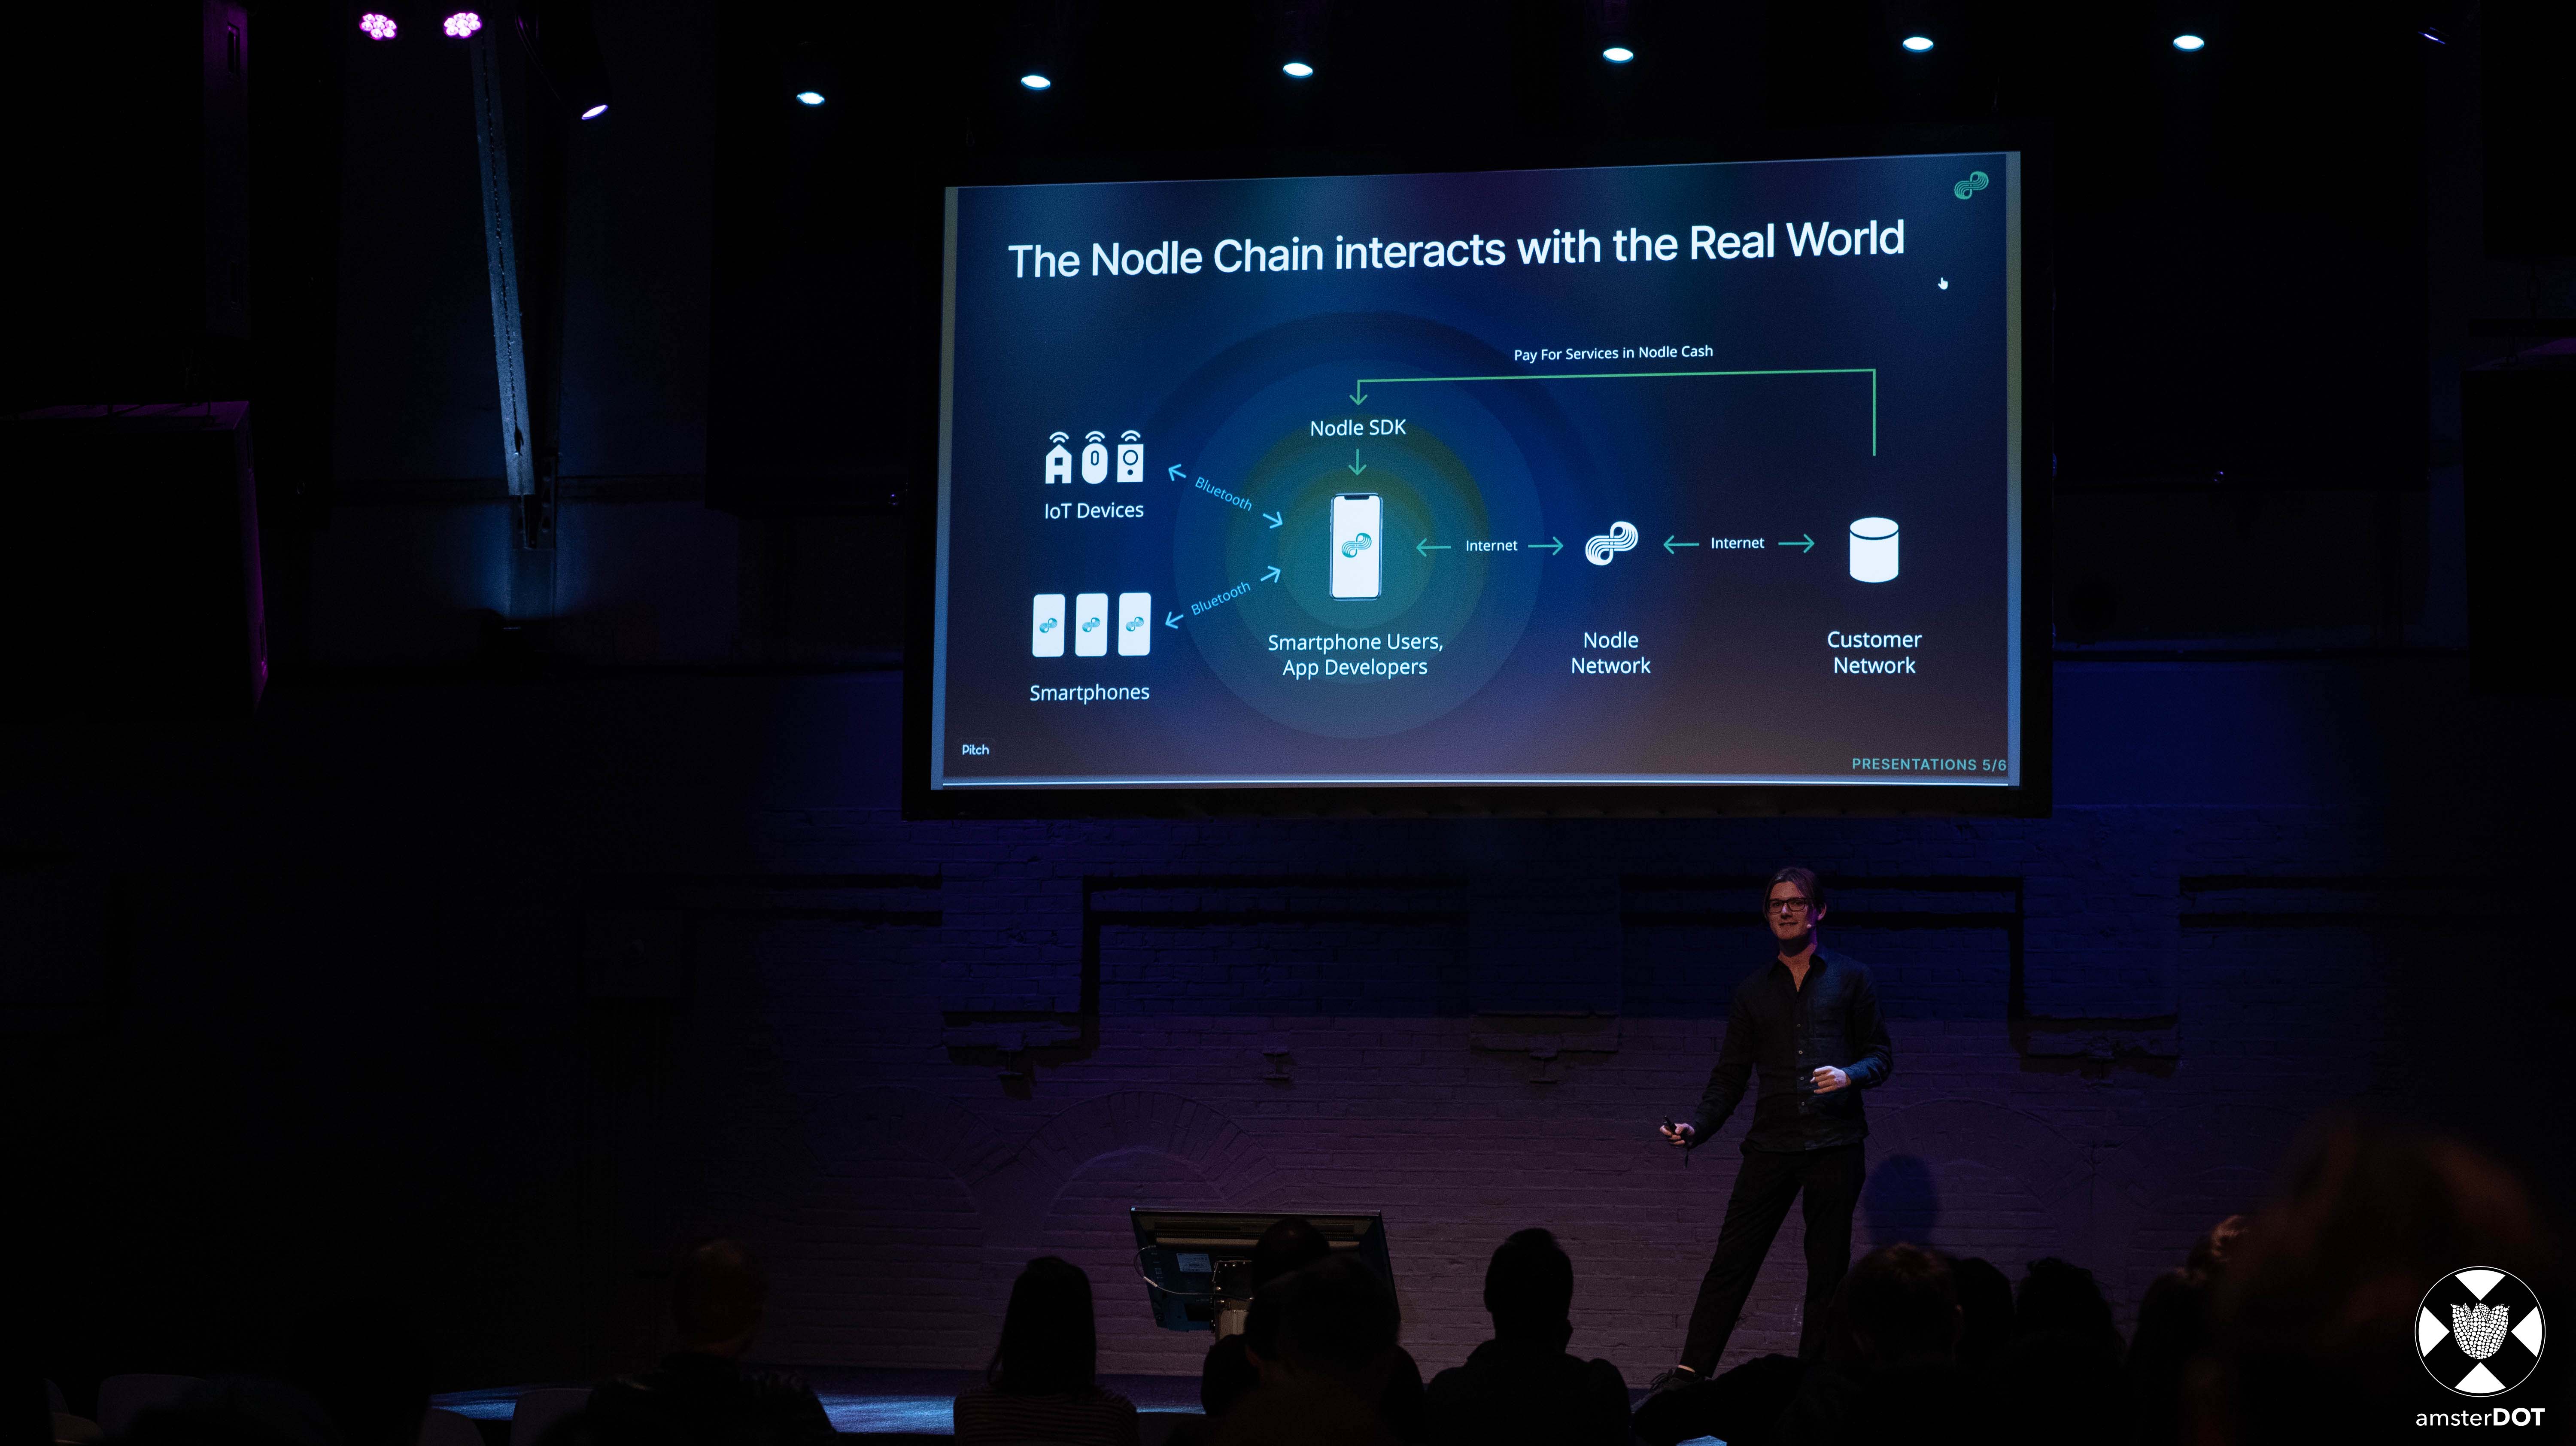 The Nodle Chain interacts with the Real World
Pay For Services in Nodle Cash
Nodle SDK
IoT Devices
Bluetooth
Internet
Internet
Bluetooth
Smartphones
Smartphone Users,
App Developers
Nodle
Network
Customer
Network
Pitch
PRESENTATIONS 5/6
amsterDOT